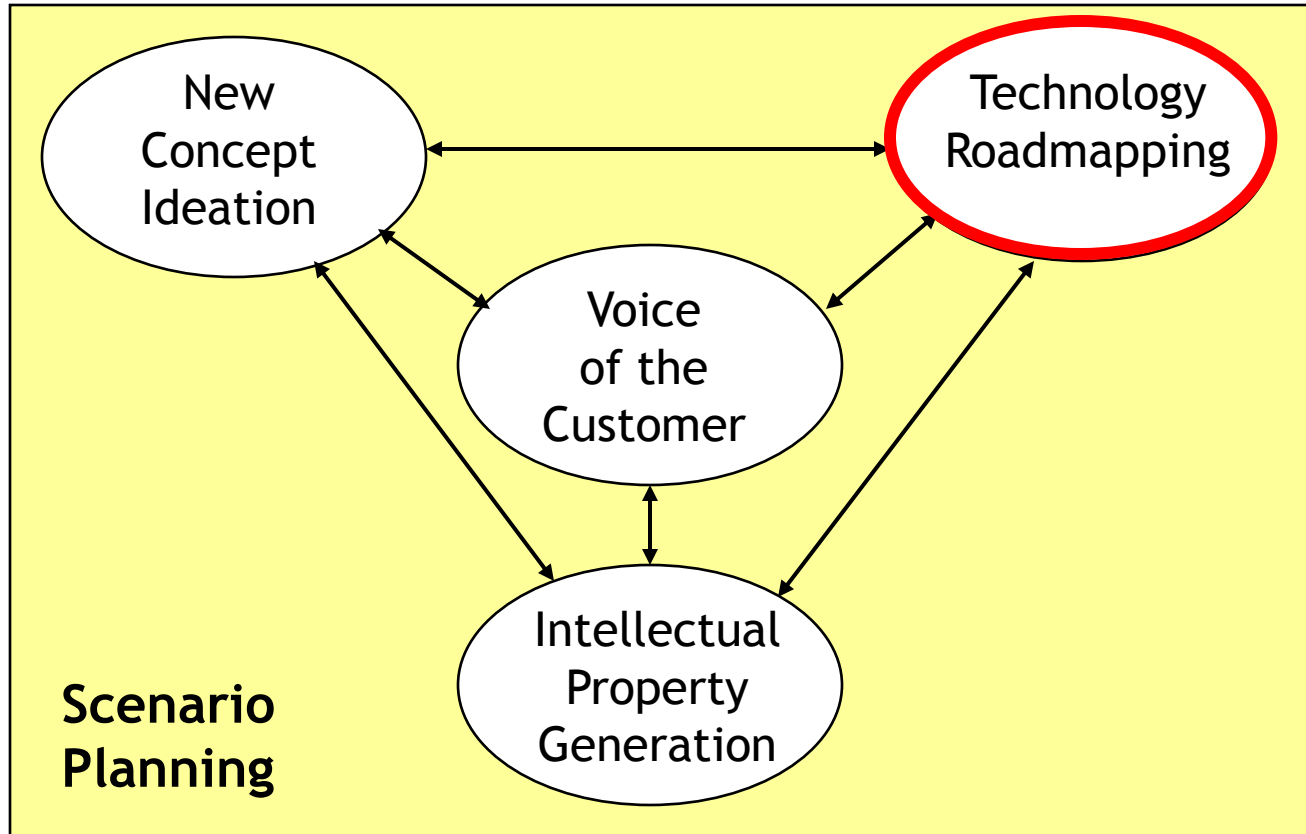 New
Concept
Ideation
Technology
Roadmapping
Voice
of the
Customer
Intellectual
Property
Generation
Scenario
Planning